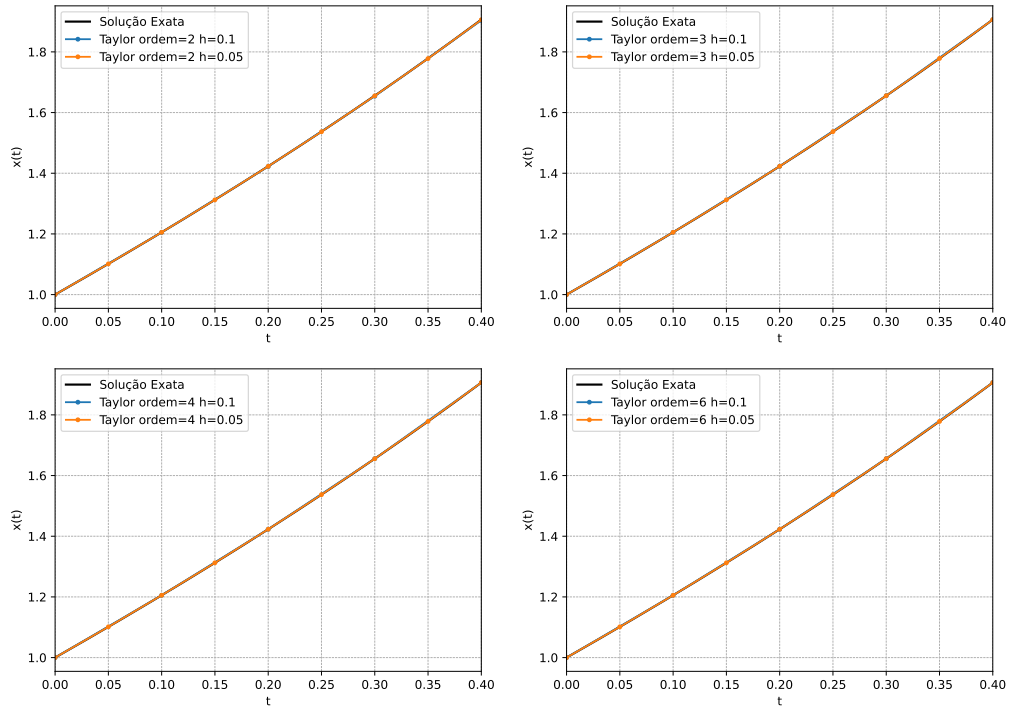 Solução Exata
Taylor ordem=2 h=0.1
Taylor ordem=2 h=0.05
1.8
1.6
1.4
1.2
1.0
x(t)
0.00 0.05 0.10 0.15 0.20 0.25 0.30 0.35 0.40
t
Solução Exata
Taylor ordem=3 h=0.1
Taylor ordem=3 h=0.05
1.8
1.6
1.4
1.2
1.0
x(t)
0.00 0.05 0.10 0.15 0.20 0.25 0.30 0.35 0.40
t
Solução Exata
Taylor ordem=4 h=0.1
Taylor ordem=4 h=0.05
1.8
1.6
1.4
1.2
1.0
x(t)
0.00 0.05 0.10 0.15 0.20 0.25 0.30 0.35 0.40
t
Solução Exata
Taylor ordem=6 h=0.1
Taylor ordem=6 h=0.05
1.8
1.6
1.4
1.2
1.0
x(t)
0.00 0.05 0.10 0.15 0.20 0.25 0.30 0.35 0.40
t